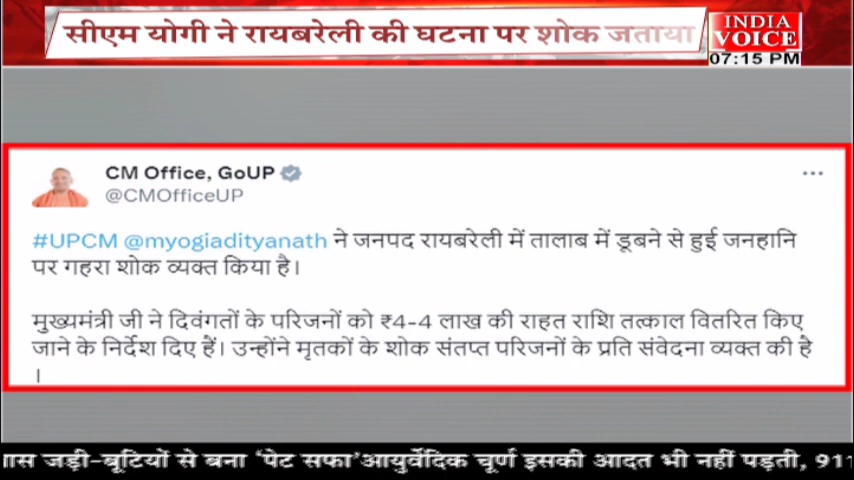 सीएम योगी ने रायबरेली की घटना पर शोक जताया
INDIA
VOICE
07:15 PM
CM Office, GoUP
@CMOfficeUP
#UPCM @myogiadityanath ने जनपद रायबरेली में तालाब में डूबने से हुई जनहानि
पर गहरा शोक व्यक्त किया है।
मुख्यमंत्री जी ने दिवंगतों के परिजनों को ₹4-4 लाख की राहत राशि तत्काल वितरित किए
जाने के निर्देश दिए हैं। उन्होंने मृतकों के शोक संतप्त परिजनों के प्रति संवेदना व्यक्त की है
।
जड़ी-बूटियों से बना 'पेट सफा'आयुर्वेदिक चूर्ण इसकी आदत भी नहीं पड़ती, 911